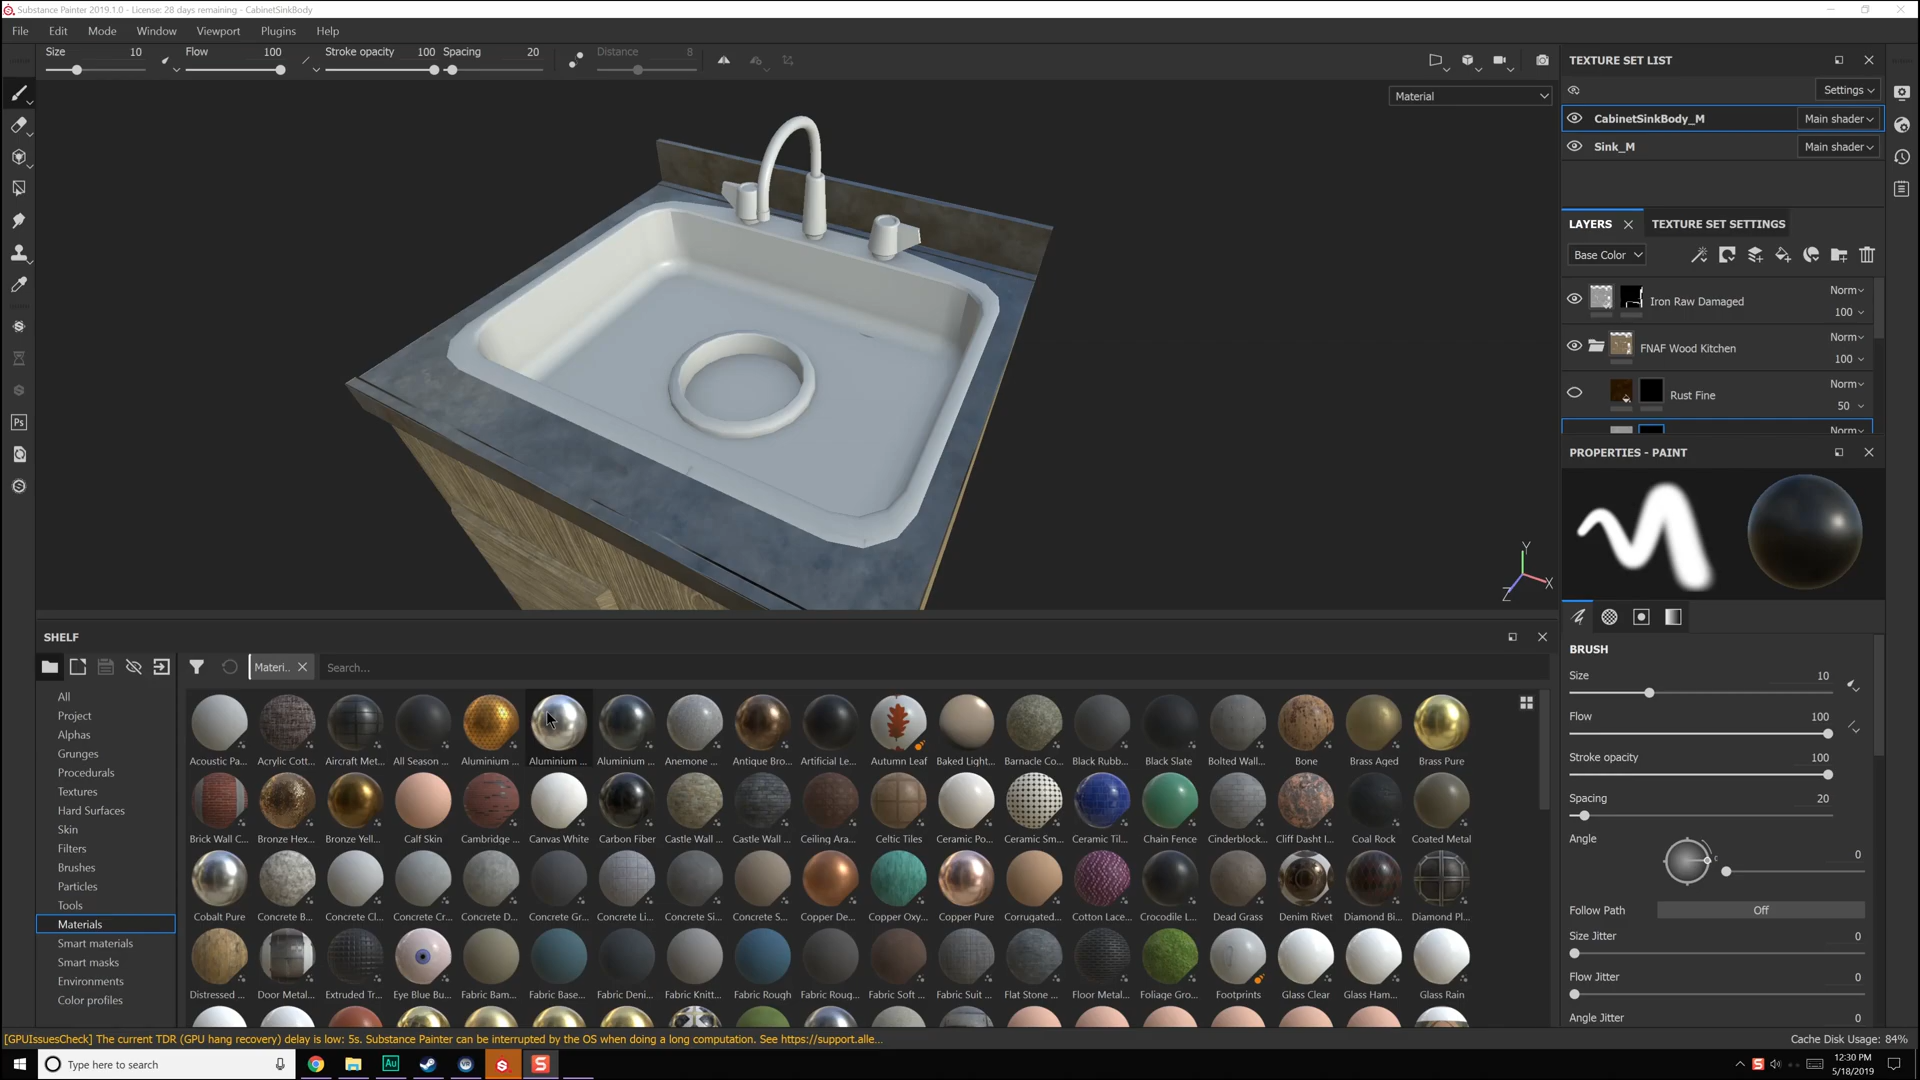 Substance Painter 2019.1.0 - License: 28 days remaining - CabinetSinkBody
File Edit Mode Window Viewport Plugins Help
Size 10 Flow 100 Stroke opacity 100 Spacing 20 Distance 8
Material
TEXTURE SET LIST
Settings
CabinetSinkBody_M Main shader
Sink_M Main shader
LAYERS TEXTURE SET SETTINGS
Base Color
Norm
Iron Raw Damaged
100
Norm
FNAF Wood Kitchen
100
Norm
Rust Fine
50
Norm
PROPERTIES - PAINT
Y
X
Z
BRUSH
Size 10
Flow 100
Stroke opacity 100
Spacing 20
Angle
0
Follow Path Off
Size Jitter 0
Flow Jitter 0
Angle Jitter 0
SHELF
Materi.. Search...
All
Project
Alphas
Grunges
Procedurals
Textures
Hard Surfaces
Skin
Filters
Brushes
Particles
Tools
Materials
Smart materials
Smart masks
Environments
Color profiles
Acoustic Pa... Acrylic Cott... Aircraft Met... All Season ... Aluminium ... Aluminium ... Aluminium ... Anemone ... Antique Bro... Artificial Le... Autumn Leaf Baked Light... Barnacle Co... Black Rubb... Black Slate Bolted Wall... Bone Brass Aged Brass Pure
Brick Wall C... Bronze Hex... Bronze Yell... Calf Skin Cambridge ... Canvas White Carbon Fiber Castle Wall ... Castle Wall ... Ceiling Ara... Celtic Tiles Ceramic Po... Ceramic Sm... Ceramic Til... Chain Fence Cinderblock... Cliff Dasht I... Coal Rock Coated Metal
Cobalt Pure Concrete B... Concrete Cl... Concrete Cr... Concrete D... Concrete Gr... Concrete Li... Concrete Si... Concrete S... Copper De... Copper Oxy... Copper Pure Corrugated... Cotton Lace... Crocodile L... Dead Grass Denim Rivet Diamond Bi... Diamond Pl...
Distressed ... Door Metal... Extruded Tr... Eye Blue Bu... Fabric Bam... Fabric Base... Fabric Deni... Fabric Knitt... Fabric Rough Fabric Roug... Fabric Soft ... Fabric Suit ... Flat Stone ... Floor Metal... Foliage Gro... Footprints Glass Clear Glass Ham... Glass Rain
Ps
[GPUIssuesCheck] The current TDR (GPU hang recovery) delay is low: 5s. Substance Painter can be interrupted by the OS when doing a long computation. See https://support.alle...
Cache Disk Usage: 84%
Type here to search
Au
S
12:30 PM
5/18/2019